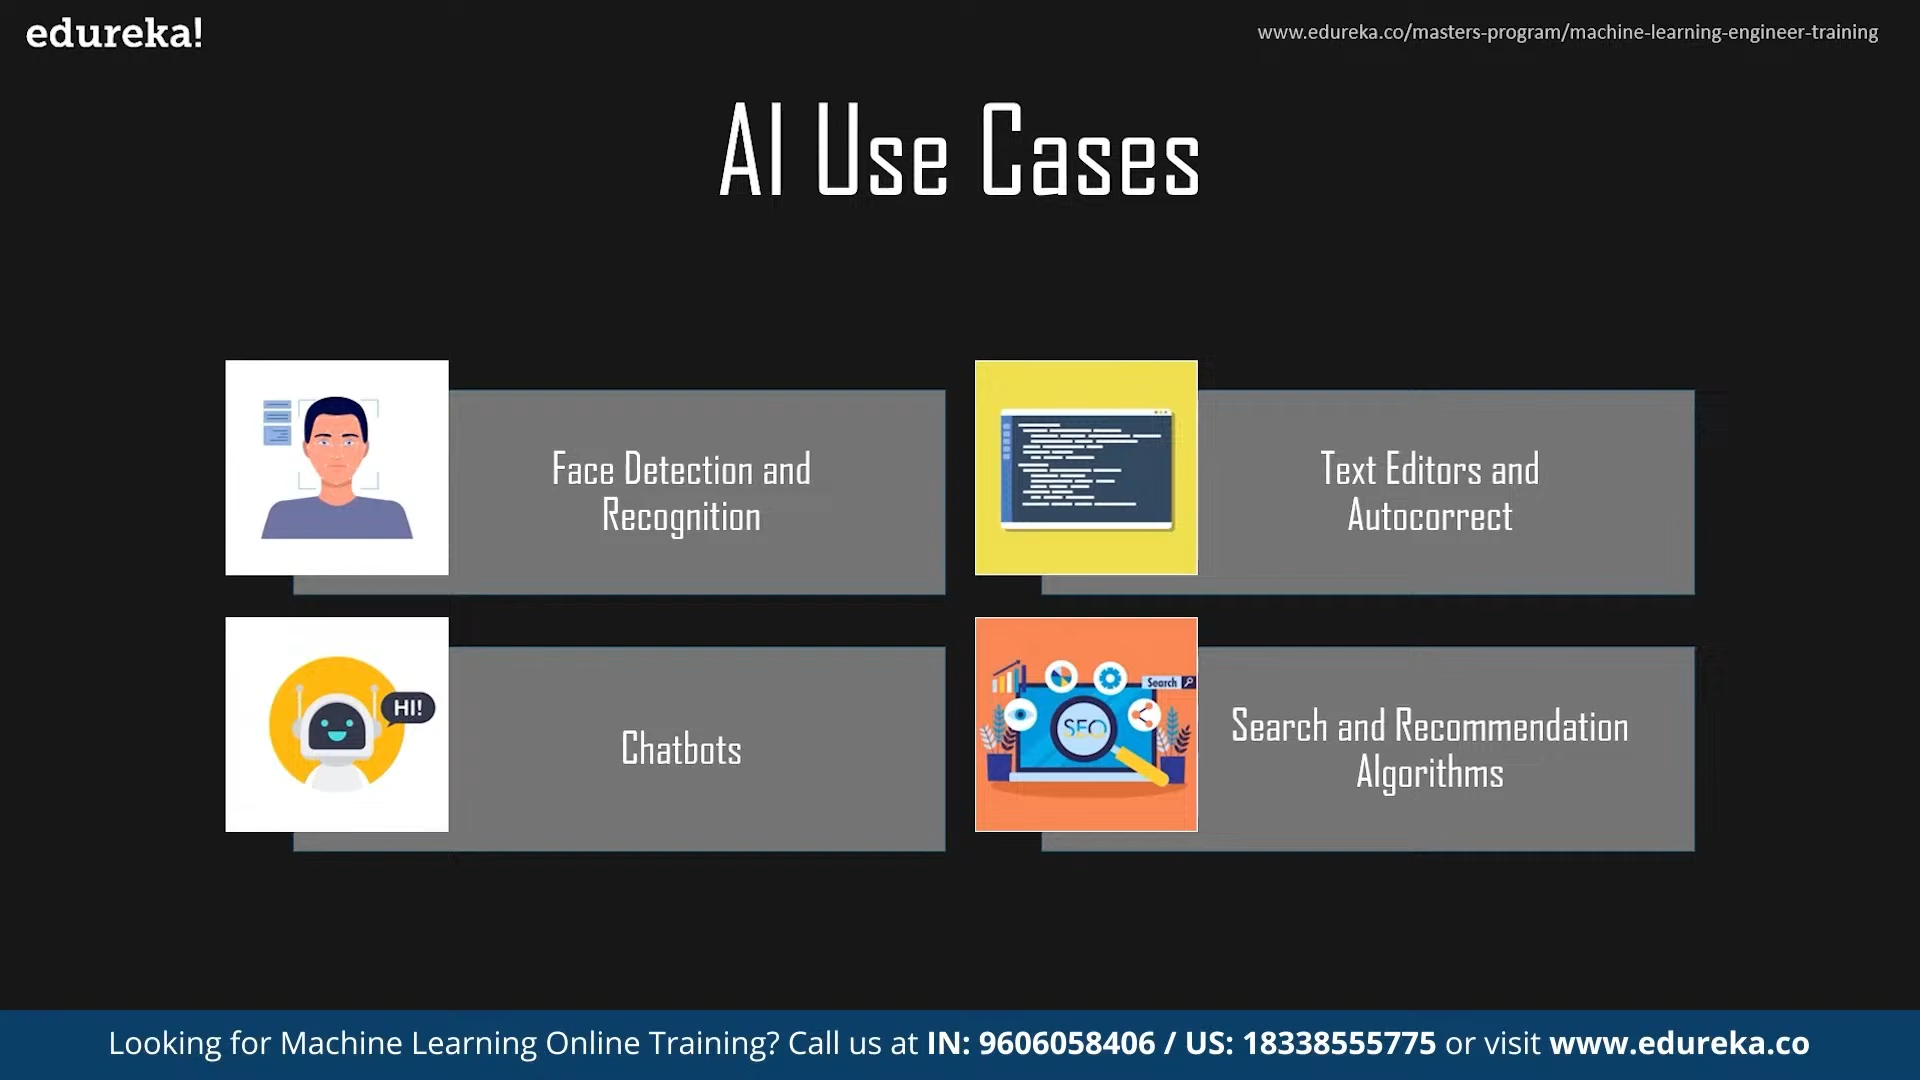 edureka!
www.edureka.co/masters-program/machine-learning-engineer-training
AI Use Cases
Face Detection and
Recognition
Text Editors and
Autocorrect
HI!
Chatbots
Search
SEO
Search and Recommendation
Algorithms
Looking for Machine Learning Online Training? Call us at IN: 9606058406 / US: 18338555775 or visit www.edureka.co